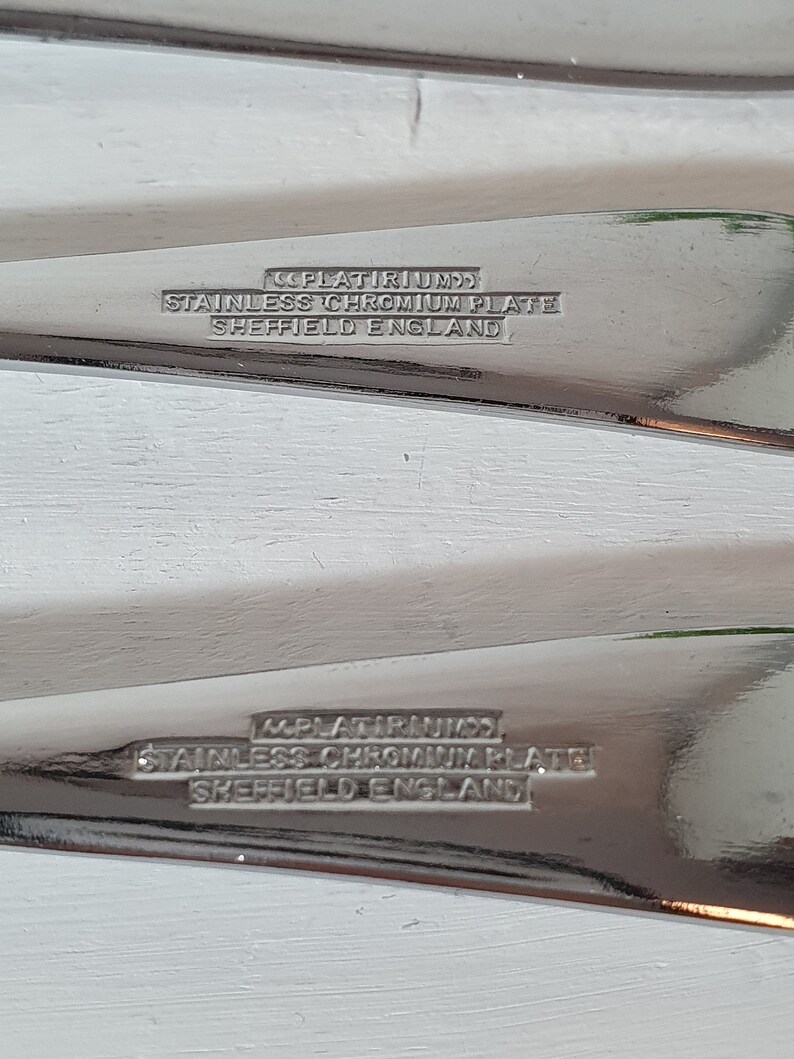 ‹‹PLATIRIUM››
STAINLESS CHROMIUM PLATE
SHEFFIELD ENGLAND
‹‹PLATIRIUM››
STAINLESS CHROMIUM PLATE
SHEFFIELD ENGLAND